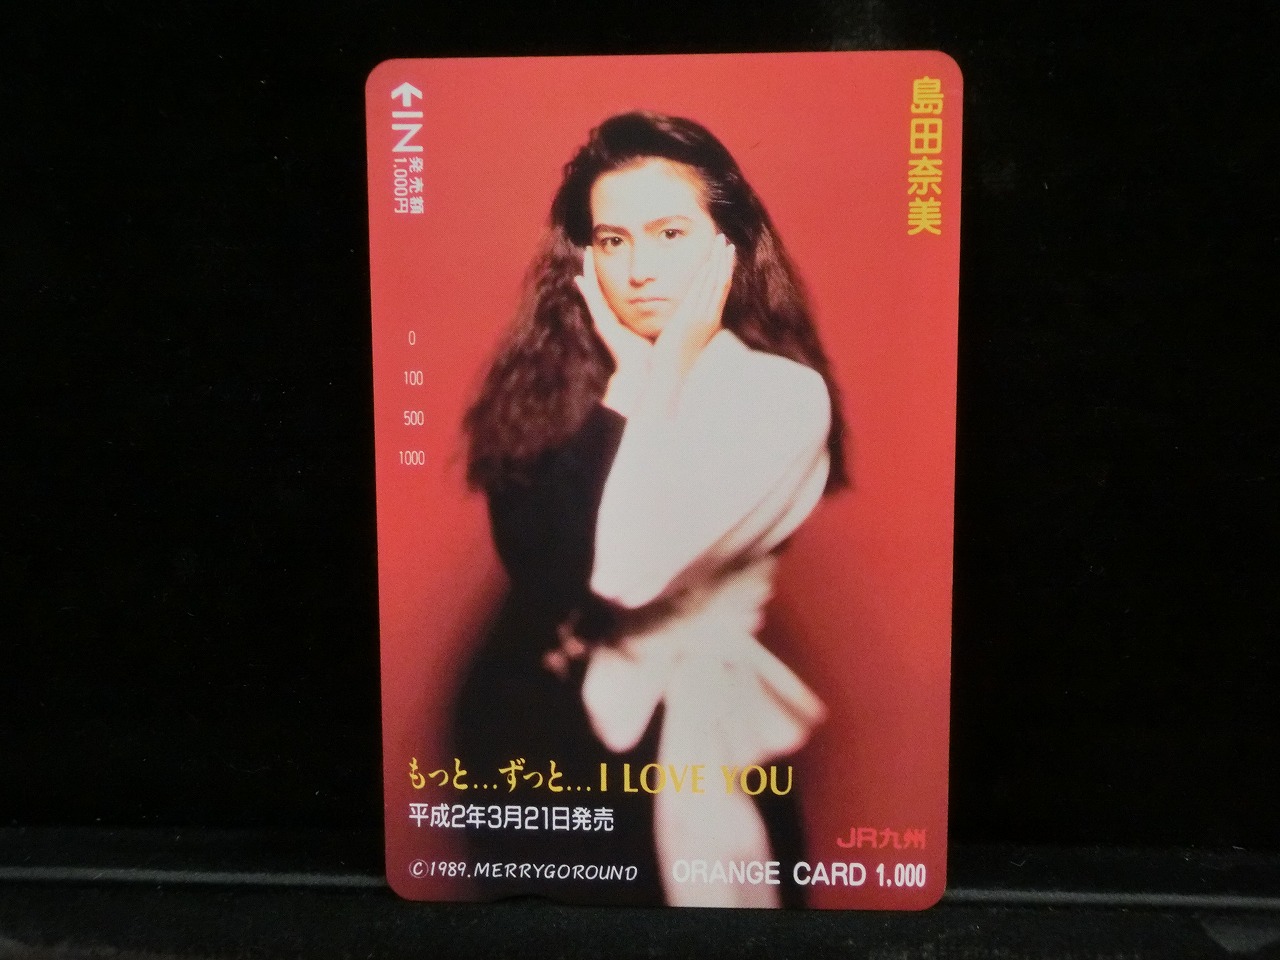 島田奈美
IN
発売額
1,000円
0
100
500
1000
もっと...ずっと...I LOVE YOU
平成2年3月21日発売
JR九州
©1989.MERRYGOROUND
ORANGE CARD 1,000